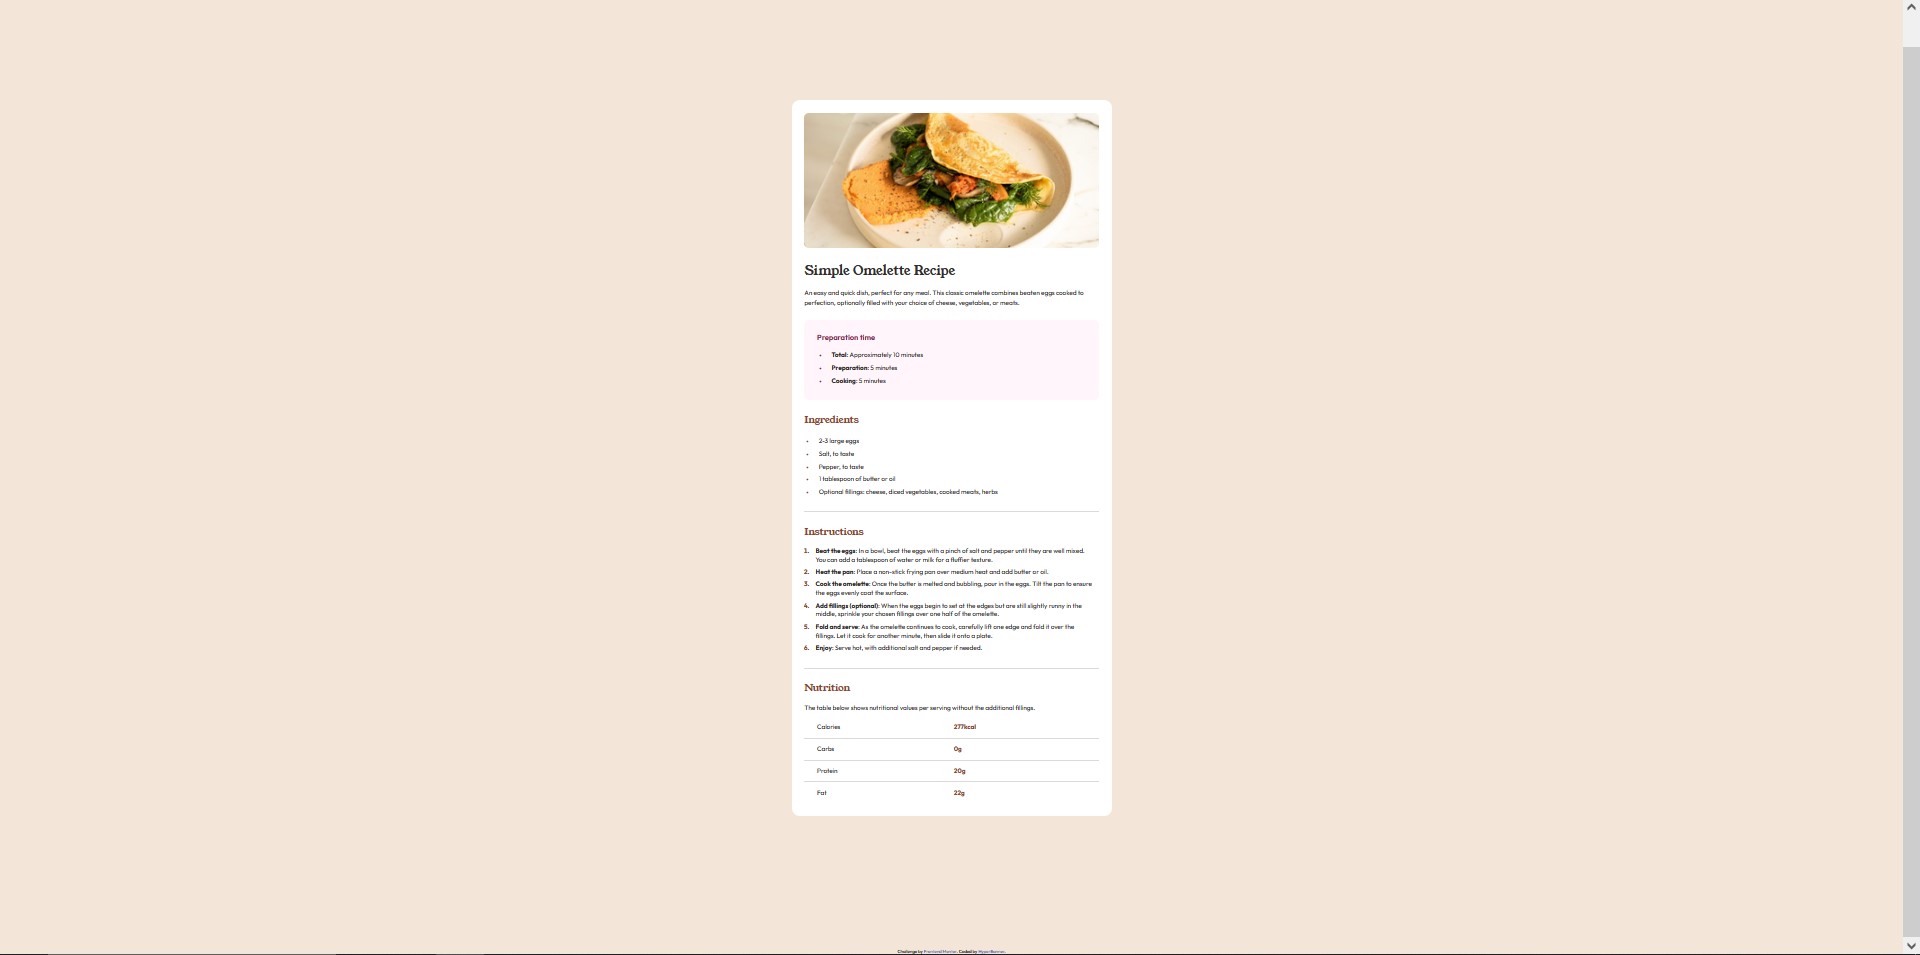 Simple Omelette Recipe
An easy and quick dish, perfect for any meal. This classic omelette combines beaten eggs cooked to
perfection, optionally filled with your choice of cheese, vegetables, or meats.
Preparation time
• Total: Approximately 10 minutes
• Preparation: 5 minutes
• Cooking: 5 minutes
Ingredients
• 2-3 large eggs
• Salt, to taste
• Pepper, to taste
• 1 tablespoon of butter or oil
• Optional fillings: cheese, diced vegetables, cooked meats, herbs
Instructions
1. Beat the eggs: In a bowl, beat the eggs with a pinch of salt and pepper until they are well mixed.
You can add a tablespoon of water or milk for a fluffier texture.
2. Heat the pan: Place a non-stick frying pan over medium heat and add butter or oil.
3. Cook the omelette: Once the butter is melted and bubbling, pour in the eggs. Tilt the pan to ensure
the eggs evenly coat the surface.
4. Add fillings (optional): When the eggs begin to set at the edges but are still slightly runny in the
middle, sprinkle your chosen fillings over one half of the omelette.
5. Fold and serve: As the omelette continues to cook, carefully lift one edge and fold it over the
fillings. Let it cook for another minute, then slide it onto a plate.
6. Enjoy: Serve hot, with additional salt and pepper if needed.
Nutrition
The table below shows nutritional values per serving without the additional fillings.
Calories 277kcal
Carbs 0g
Protein 20g
Fat 22g
Challenge by Frontend Mentor. Coded by